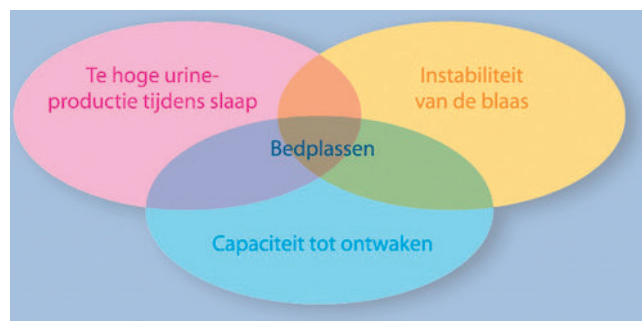 Te hoge urine-
productie tijdens slaap
Instabiliteit
van de blaas
Bedplassen
Capaciteit tot ontwaken